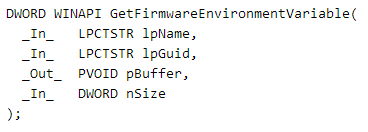 DWORD WINAPI GetFirmwareEnvironmentVariable(
  _In_  LPCTSTR lpName,
  _In_  LPCTSTR lpGuid,
  _Out_ PVOID pBuffer,
  _In_  DWORD nSize
);